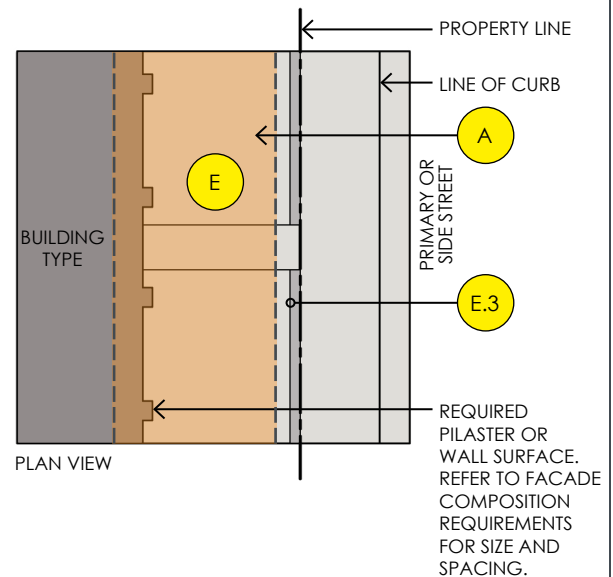 PROPERTY LINE
LINE OF CURB
A
E
PRIMARY OR
SIDE STREET
BUILDING
TYPE
E.3
REQUIRED
PILASTER OR
WALL SURFACE.
REFER TO FACADE
COMPOSITION
REQUIREMENTS
FOR SIZE AND
SPACING.
PLAN VIEW